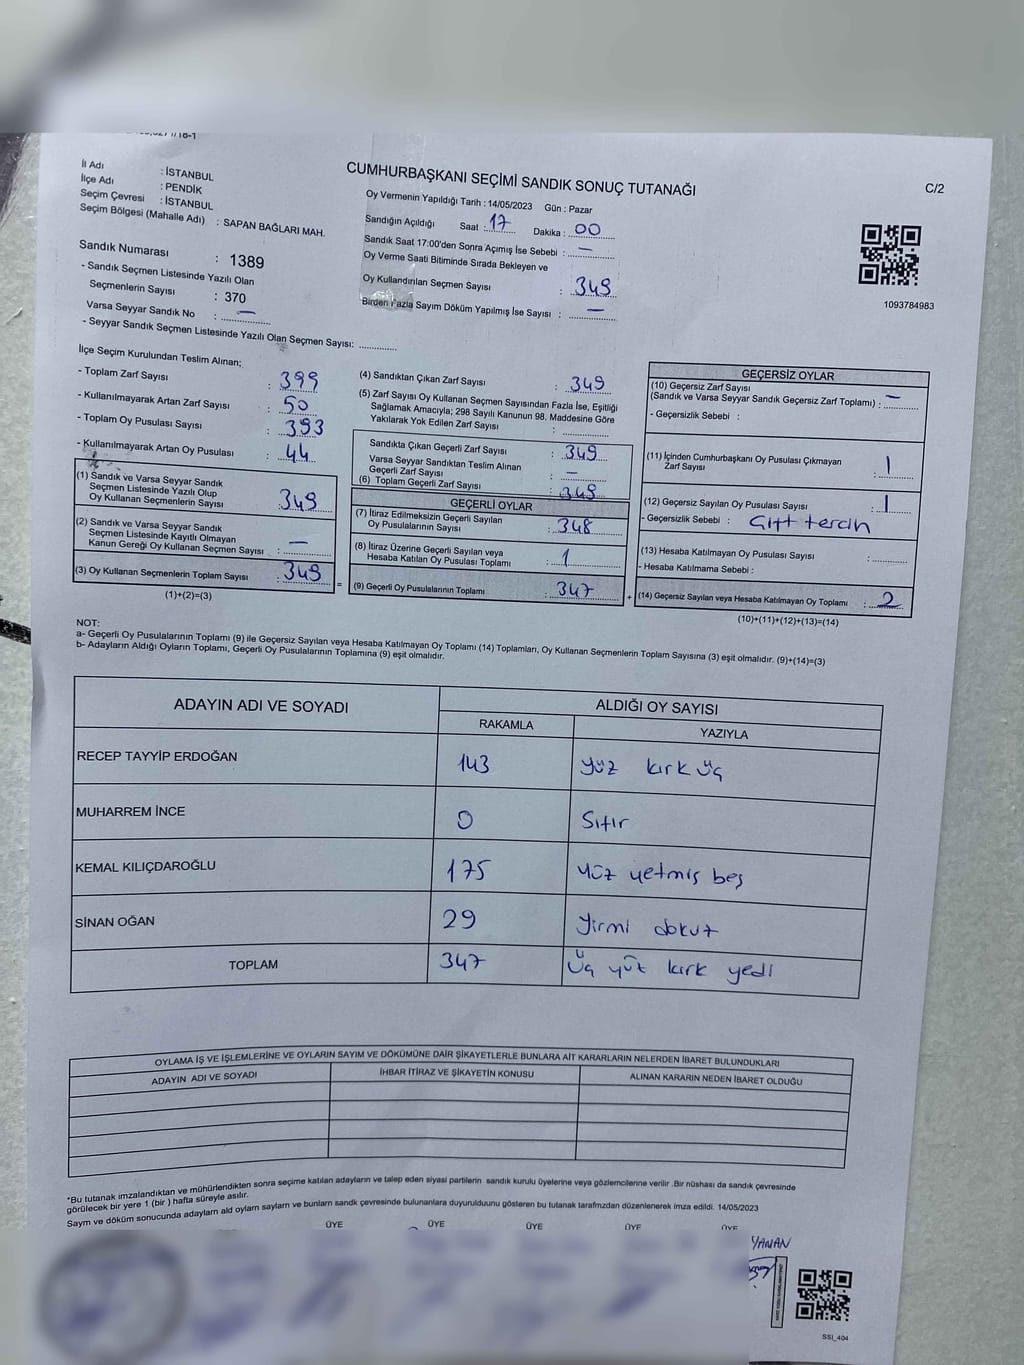 CUMHURBAŞKANI SEÇİMİ SANDIK SONUÇ TUTANAĞI
C/2
İl Adı : İSTANBUL
İlçe Adı : PENDİK
Seçim Çevresi : İSTANBUL
Seçim Bölgesi (Mahalle Adı) : SAPAN BAĞLARI MAH.
Sandık Numarası : 1389
- Sandık Seçmen Listesinde Yazılı Olan
Seçmenlerin Sayısı : 370
Varsa Seyyar Sandık No : —
- Seyyar Sandık Seçmen Listesinde Yazılı Olan Seçmen Sayısı: ............
Oy Vermenin Yapıldığı Tarih : 14/05/2023 Gün : Pazar
Sandığın Açıldığı Saat : 17 Dakika : 00
Sandık Saat 17:00'den Sonra Açımış İse Sebebi : —
Oy Verme Saati Bitiminde Sırada Bekleyen ve
Oy Kullandırılan Seçmen Sayısı : 349
Birden Fazla Sayım Döküm Yapılmış İse Sayısı : —
1093784983
İlçe Seçim Kurulundan Teslim Alınan;
- Toplam Zarf Sayısı : 399
- Kullanılmayarak Artan Zarf Sayısı : 50
- Toplam Oy Pusulası Sayısı : 393
- Kullanılmayarak Artan Oy Pusulası : 44
(1) Sandık ve Varsa Seyyar Sandık
Seçmen Listesinde Yazılı Olup
Oy Kullanan Seçmenlerin Sayısı : 349
(2) Sandık ve Varsa Seyyar Sandık
Seçmen Listesinde Kayıtlı Olmayan
Kanun Gereği Oy Kullanan Seçmen Sayısı : —
(3) Oy Kullanan Seçmenlerin Toplam Sayısı : 349
(1)+(2)=(3)
(4) Sandıktan Çıkan Zarf Sayısı : 349
(5) Zarf Sayısı Oy Kullanan Seçmen Sayısından Fazla İse, Eşitliği
Sağlamak Amacıyla; 298 Sayılı Kanunun 98. Maddesine Göre
Yakılarak Yok Edilen Zarf Sayısı : ............
Sandıkta Çıkan Geçerli Zarf Sayısı : 349
Varsa Seyyar Sandıktan Teslim Alınan
Geçerli Zarf Sayısı : —
(6) Toplam Geçerli Zarf Sayısı : 349
GEÇERLİ OYLAR
(7) İtiraz Edilmeksizin Geçerli Sayılan
Oy Pusulalarının Sayısı : 348
(8) İtiraz Üzerine Geçerli Sayılan veya
Hesaba Katılan Oy Pusulası Toplamı : 1
= (9) Geçerli Oy Pusulalarının Toplamı : 347 +
GEÇERSİZ OYLAR
(10) Geçersiz Zarf Sayısı
(Sandık ve Varsa Seyyar Sandık Geçersiz Zarf Toplamı) : —
- Geçersizlik Sebebi :
(11) İçinden Cumhurbaşkanı Oy Pusulası Çıkmayan
Zarf Sayısı : 1
(12) Geçersiz Sayılan Oy Pusulası Sayısı : 1
- Geçersizlik Sebebi : Çift tercih
(13) Hesaba Katılmayan Oy Pusulası Sayısı : ............
- Hesaba Katılmama Sebebi :
(14) Geçersiz Sayılan veya Hesaba Katılmayan Oy Toplamı : 2
(10)+(11)+(12)+(13)=(14)
NOT:
a- Geçerli Oy Pusulalarının Toplamı (9) ile Geçersiz Sayılan veya Hesaba Katılmayan Oy Toplamı (14) Toplamları, Oy Kullanan Seçmenlerin Toplam Sayısına (3) eşit olmalıdır. (9)+(14)=(3)
b- Adayların Aldığı Oyların Toplamı, Geçerli Oy Pusulalarının Toplamına (9) eşit olmalıdır.
ADAYIN ADI VE SOYADI ALDIĞI OY SAYISI
RAKAMLA YAZIYLA
RECEP TAYYİP ERDOĞAN 143 yüz kırk üç
MUHARREM İNCE 0 Sıfır
KEMAL KILIÇDAROĞLU 175 yüz yetmiş beş
SİNAN OĞAN 29 yirmi dokuz
TOPLAM 347 Üç yüz kırk yedi
OYLAMA İŞ VE İŞLEMLERİNE VE OYLARIN SAYIM VE DÖKÜMÜNE DAİR ŞİKAYETLERLE BUNLARA AİT KARARLARIN NELERDEN İBARET BULUNDUKLARI
ADAYIN ADI VE SOYADI İHBAR İTİRAZ VE ŞİKAYETİN KONUSU ALINAN KARARIN NEDEN İBARET OLDUĞU
*Bu tutanak imzalandıktan ve mühürlendikten sonra seçime katılan adayların ve talep eden siyasi partilerin sandık kurulu üyelerine veya gözlemcilerine verilir .Bir nüshası da sandık çevresinde
görülecek bir yere 1 (bir ) hafta süreyle asılır.
Saym ve döküm sonucunda adayların ald oyların saylarn ve bunların sandk çevresinde bulunanlara duyurulduunu gösteren bu tutanak tarafmzdan düzenlenerek imza edildi. 14/05/2023
ÜYE ÜYE ÜYE ÜYE ÜYE
YANAN
SSI_404